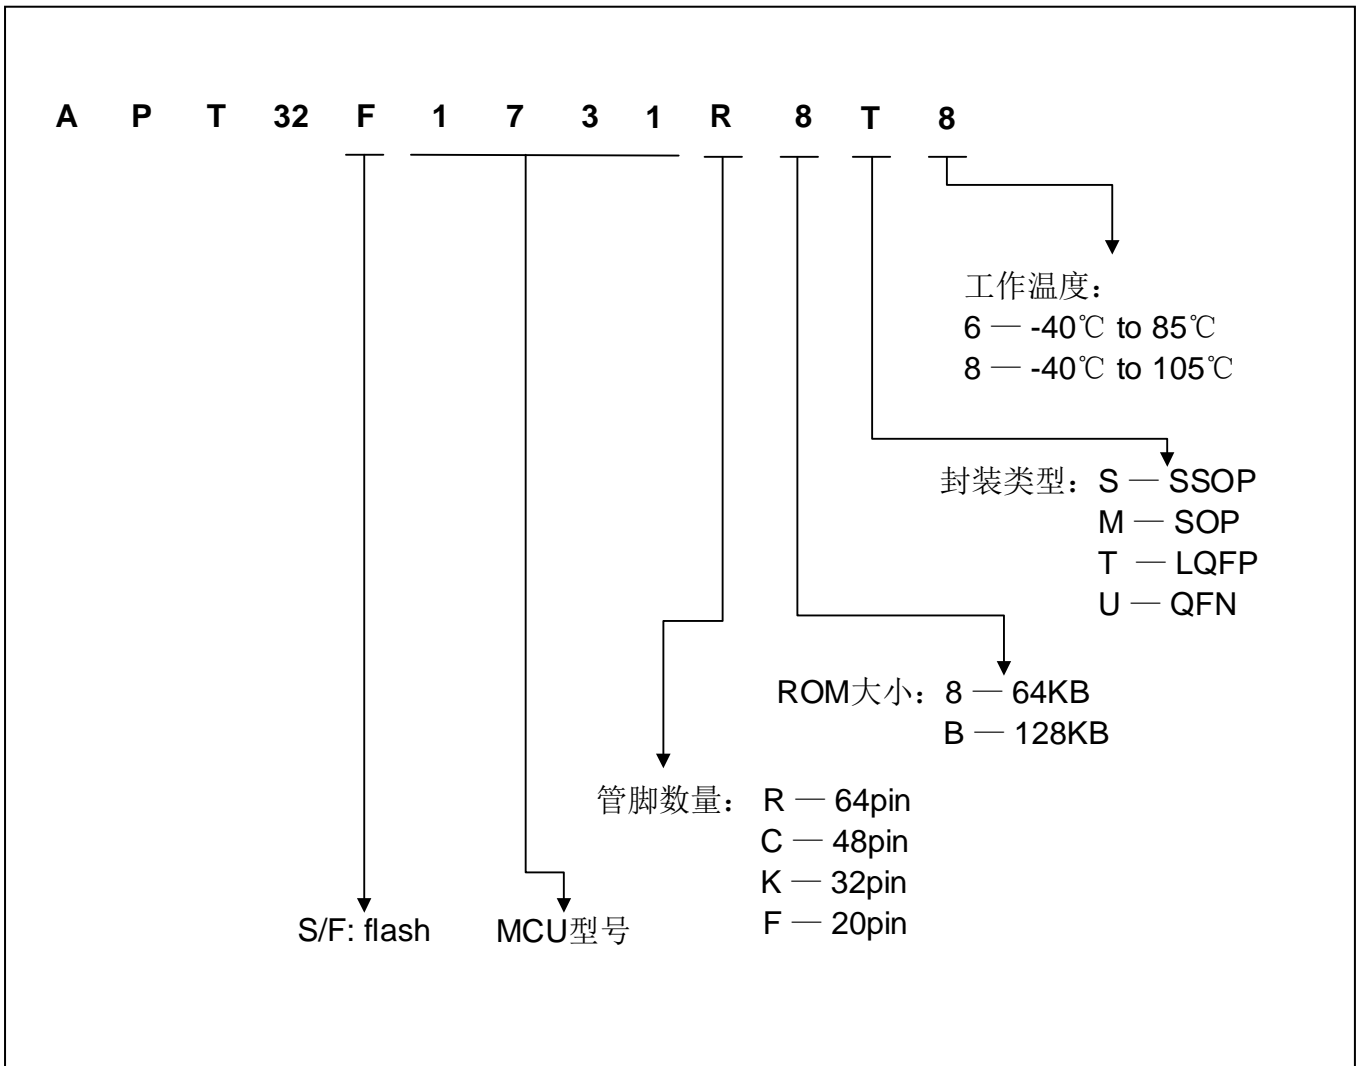 A P T 32 F 1 7 3 1 R 8 T 8
工作温度：
6 — -40℃ to 85℃
8 — -40℃ to 105℃
封装类型：S — SSOP
M — SOP
T — LQFP
U — QFN
ROM大小：8 — 64KB
B — 128KB
管脚数量： R — 64pin
C — 48pin
K — 32pin
F — 20pin
S/F: flash
MCU型号